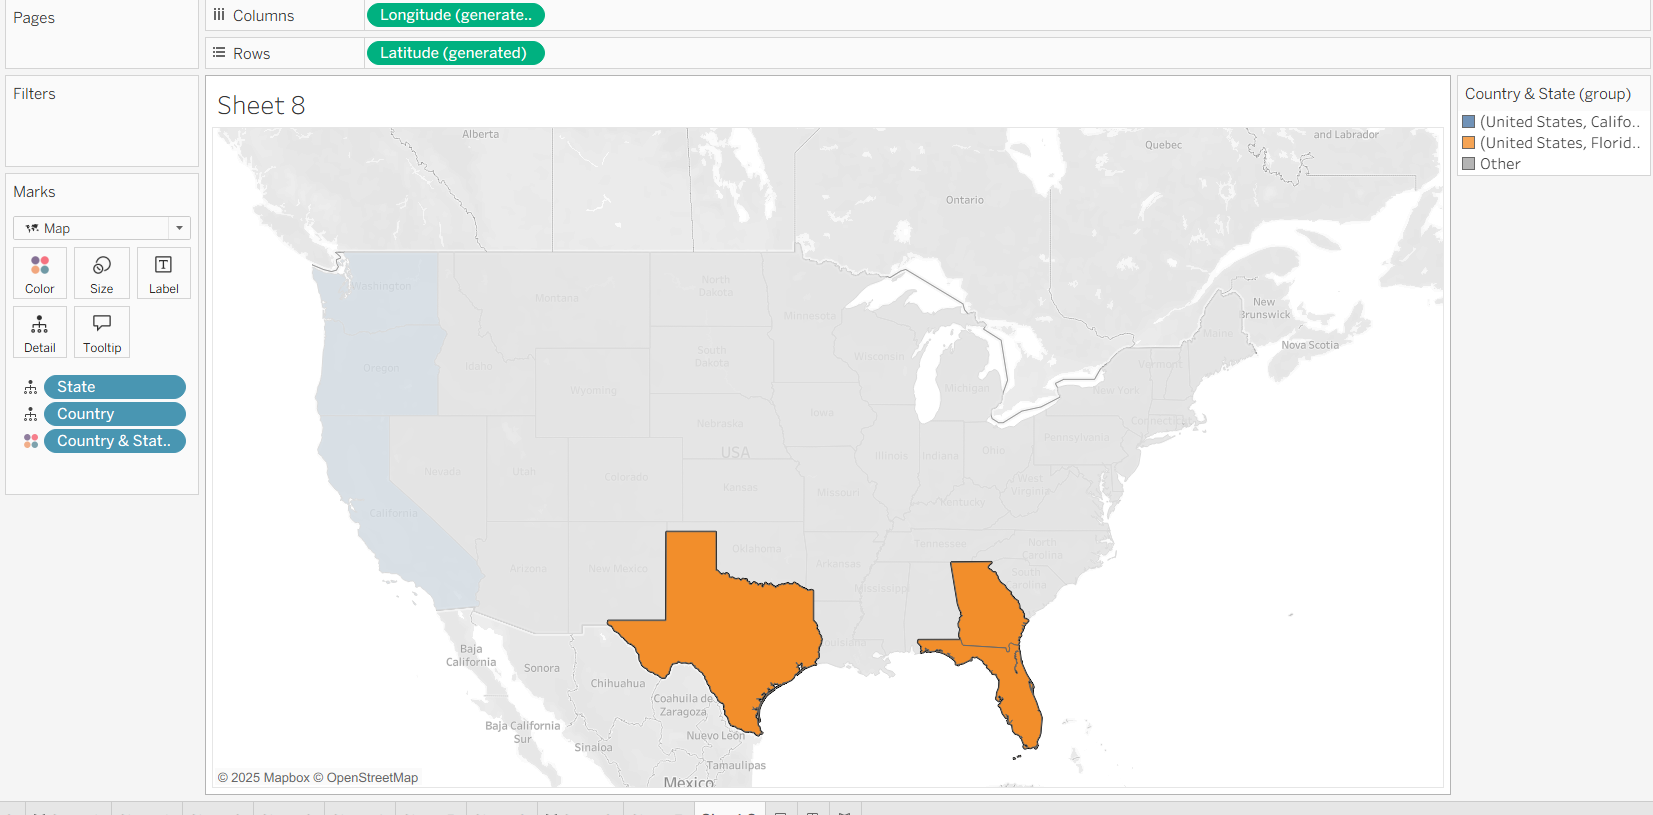 Pages
Columns
Longitude (generate..
Rows
Latitude (generated)
Filters
Marks
Map
Color
Size
Label
Detail
Tooltip
State
Country
Country & Stat..
Sheet 8
Alberta
and Labrador
Quebec
Ontario
Washington
Montana
North
Dakota
Minnesota
New
Brunswick
Maine
Nova Scotia
Oregon
Idaho
South
Dakota
Wisconsin
Vermont
Wyoming
Michigan
New York
Iowa
Nebraska
Connecticut
Pennsylvania
USA
Illinois
Indiana
Ohio
Nevada
Utah
Colorado
Kansas
Missouri
West
Virginia
Kentucky
California
Oklahoma
Tennessee
North
Carolina
Arizona
New Mexico
Arkansas
South
Carolina
Mississippi
ouisiana
Baja
California
Sonora
Chihuahua
Coahuila de
Zaragoza
Baja California
Sur
Nuevo León
Sinaloa
Tamaulipas
Mexico
© 2025 Mapbox © OpenStreetMap
Country & State (group)
(United States, Califo..
(United States, Florid..
Other